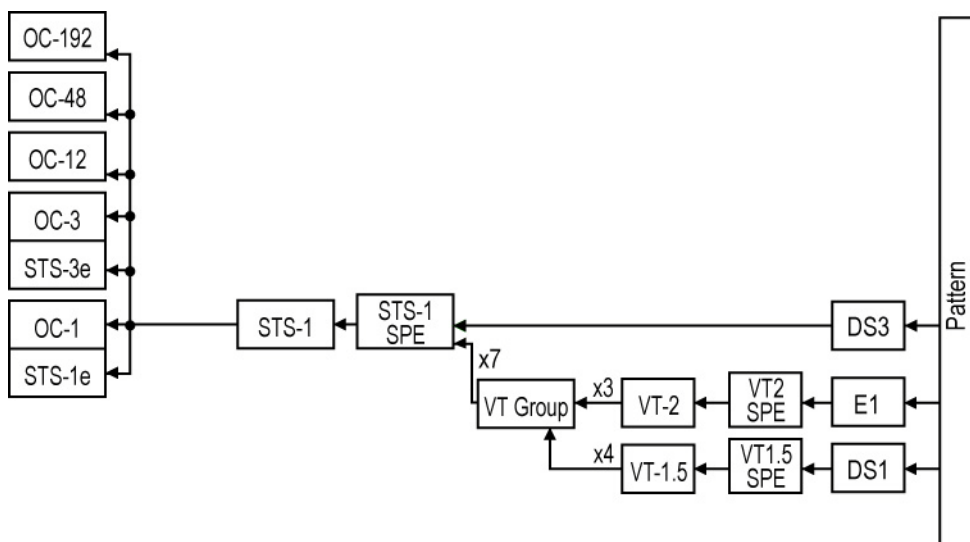 OC-192
OC-48
OC-12
OC-3
STS-3e
OC-1
STS-1e
STS-1
STS-1
SPE
DS3
x7
VT Group
x3
VT-2
VT2
SPE
E1
x4
VT-1.5
VT1.5
SPE
DS1
Pattern